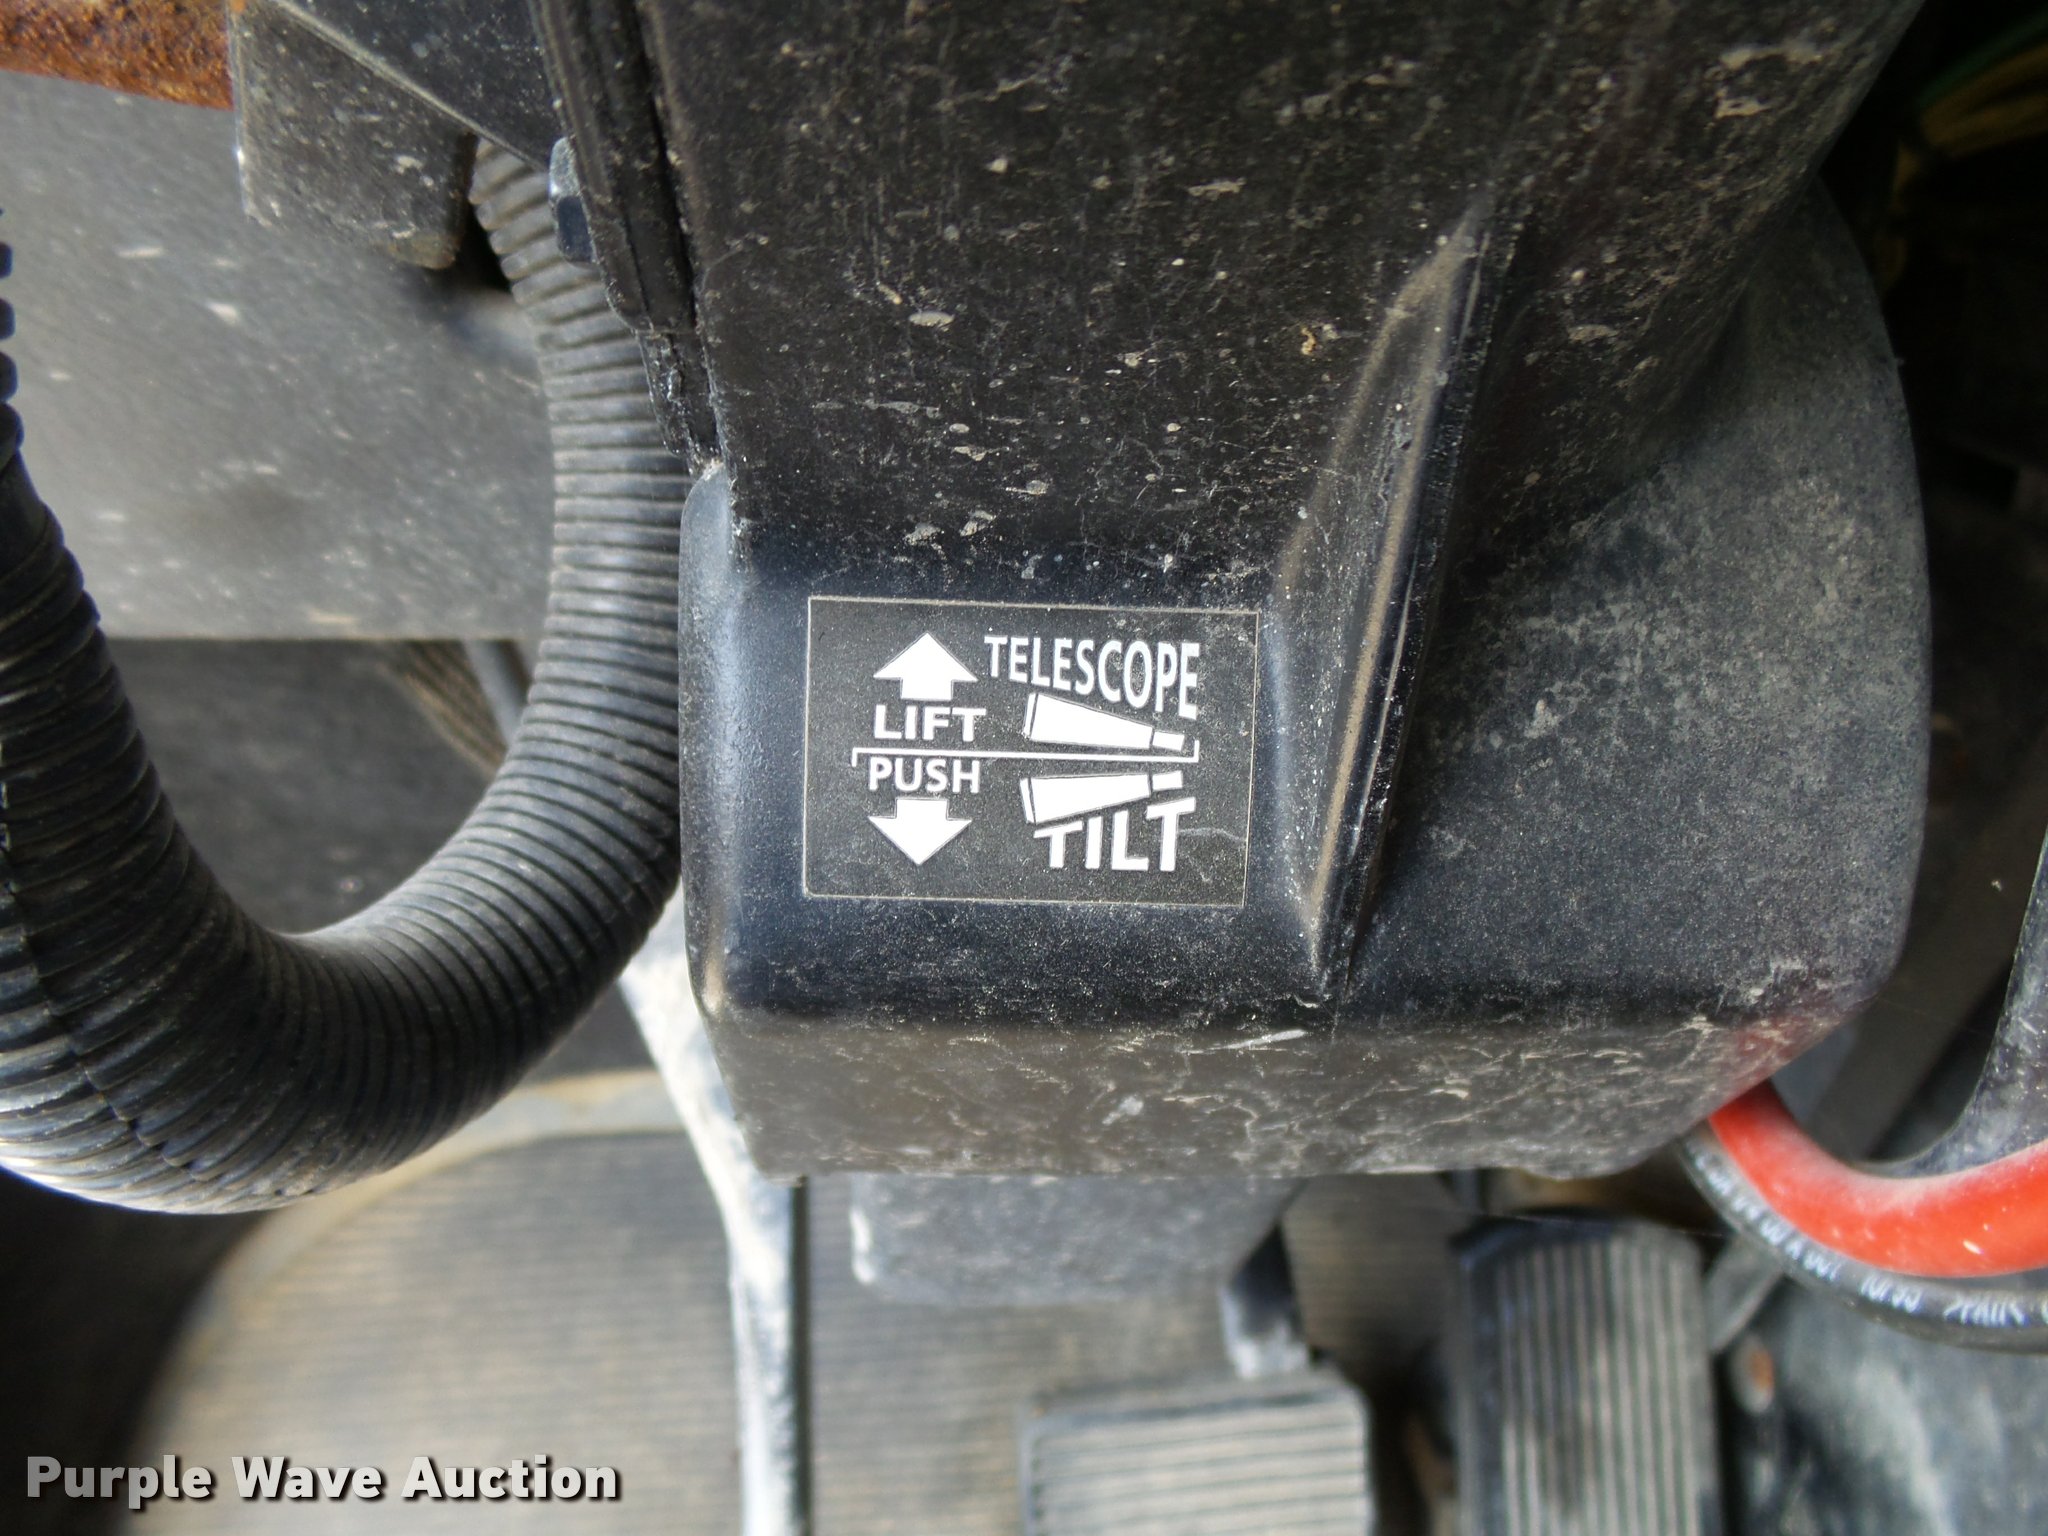 TELESCOPE
LIFT
PUSH
TILT
Purple Wave Auction